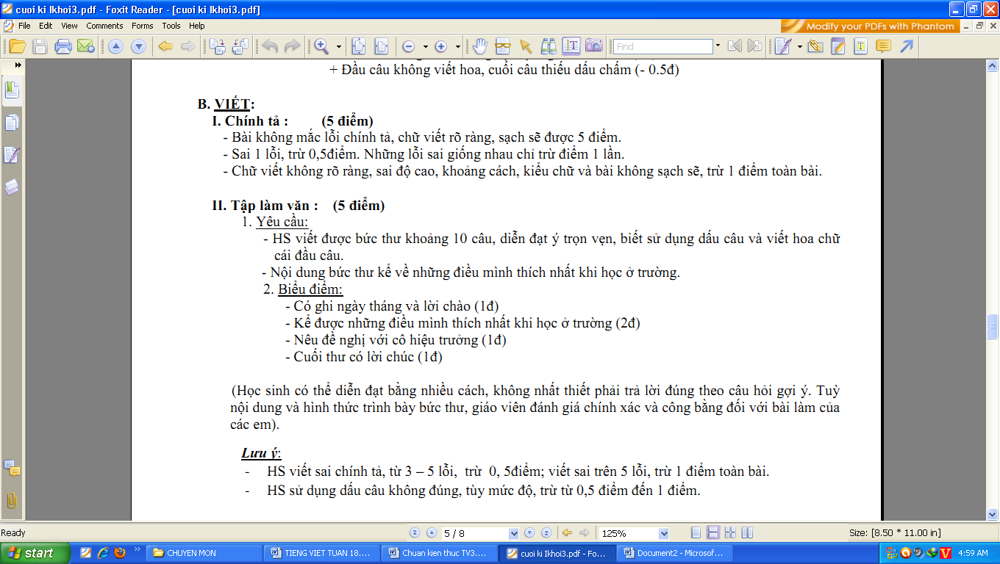 cuoi ki Ikhoi3.pdf - Foxit Reader - [cuoi ki Ikhoi3.pdf]
File Edit View Comments Forms Tools Help
Modify your PDFs with Phantom
Find
+ Đầu câu không viết hoa, cuối câu thiếu dấu chấm (- 0.5đ)
B. VIẾT:
I. Chính tả : (5 điểm)
- Bài không mắc lỗi chính tả, chữ viết rõ ràng, sạch sẽ được 5 điểm.
- Sai 1 lỗi, trừ 0,5điểm. Những lỗi sai giống nhau chỉ trừ điểm 1 lần.
- Chữ viết không rõ ràng, sai độ cao, khoảng cách, kiểu chữ và bài không sạch sẽ, trừ 1 điểm toàn bài.
II. Tập làm văn : (5 điểm)
1. Yêu cầu:
- HS viết được bức thư khoảng 10 câu, diễn đạt ý trọn vẹn, biết sử dụng dấu câu và viết hoa chữ
cái đầu câu.
- Nội dung bức thư kể về những điều mình thích nhất khi học ở trường.
2. Biểu điểm:
- Có ghi ngày tháng và lời chào (1đ)
- Kể được những điều mình thích nhất khi học ở trường (2đ)
- Nêu đề nghị với cô hiệu trưởng (1đ)
- Cuối thư có lời chúc (1đ)
(Học sinh có thể diễn đạt bằng nhiều cách, không nhất thiết phải trả lời đúng theo câu hỏi gợi ý. Tuỳ
nội dung và hình thức trình bày bức thư, giáo viên đánh giá chính xác và công bằng đối với bài làm của
các em).
Lưu ý:
- HS viết sai chính tả, từ 3 – 5 lỗi, trừ 0, 5điểm; viết sai trên 5 lỗi, trừ 1 điểm toàn bài.
- HS sử dụng dấu câu không đúng, tùy mức độ, trừ từ 0,5 điểm đến 1 điểm.
Ready 5 / 8 125% Size: [8.50 * 11.00 in]
start CHUYEN MON TIENG VIET TUAN 18.... Chuan kien thuc TV3.... cuoi ki Ikhoi3.pdf - Fo... Document2 - Microsof... 4:59 AM